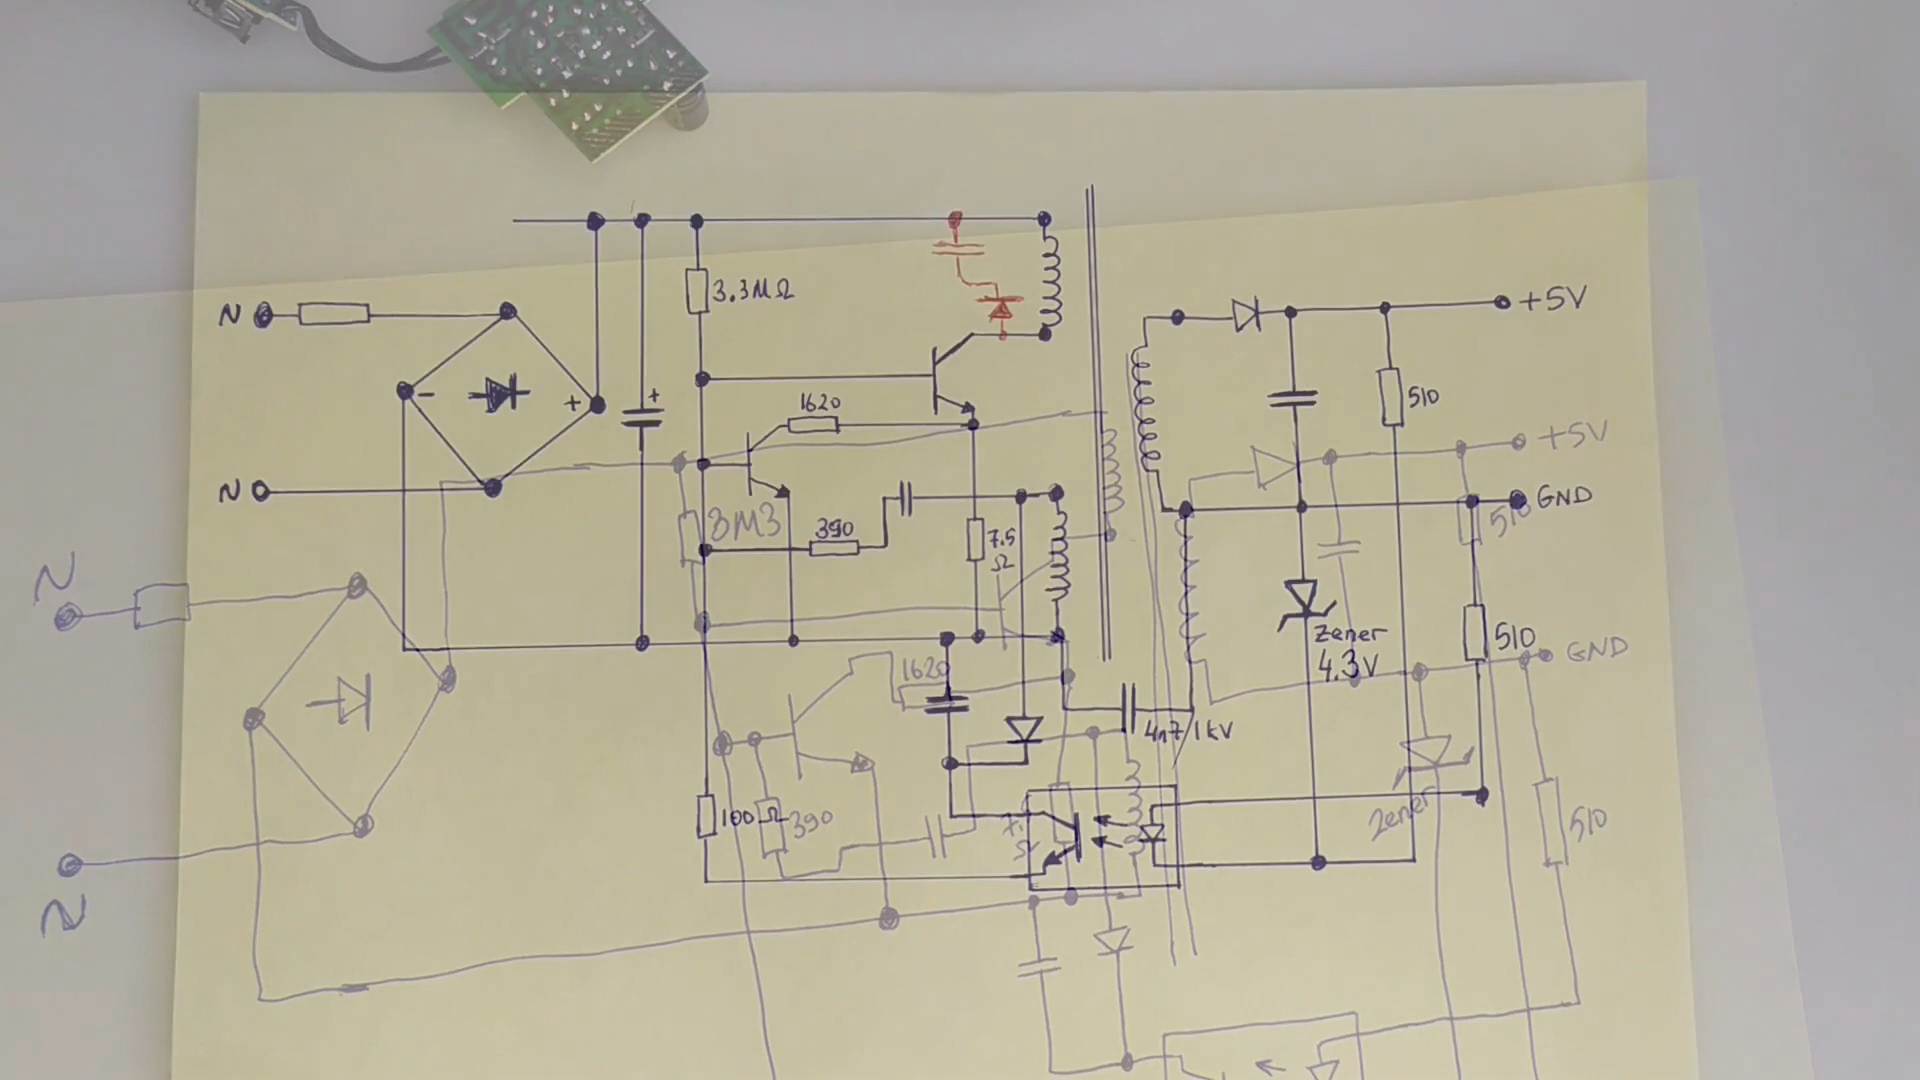 3.3MΩ
N
+5V
1620
- +
+
510
+5V
N
GND
3M3
390
7.5
Ω
510
N
Zener
4.3V
510
GND
1620
4n7/1kV
100Ω
390
Zener
510
N